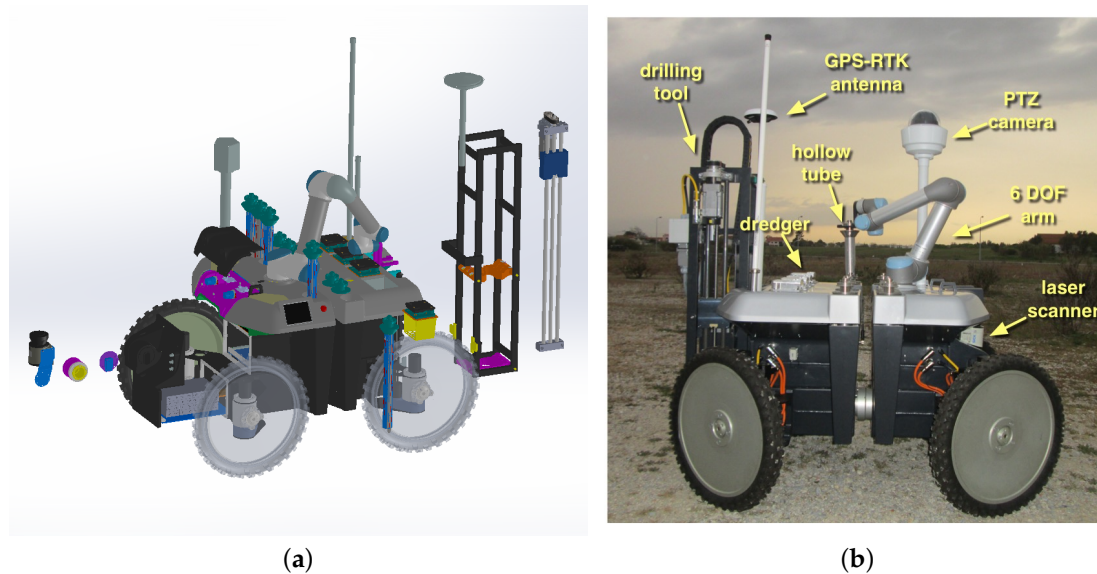 GPS-RTK
antenna
drilling
tool
PTZ
camera
hollow
tube
6 DOF
arm
dredger
laser
scanner
(a)
(b)